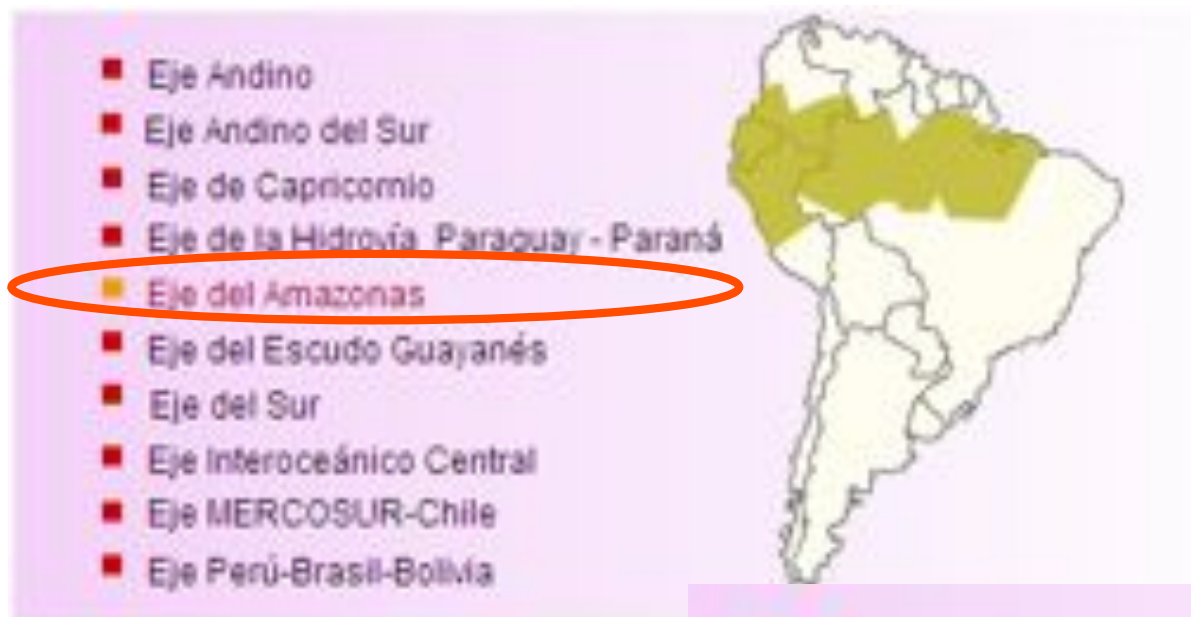 Eje Andino
Eje Andino del Sur
Eje de Capricornio
Eje de la Hidrovía Paraguay - Paraná
Eje del Amazonas
Eje del Escudo Guayanés
Eje del Sur
Eje Interoceánico Central
Eje MERCOSUR-Chile
Eje Perú-Brasil-Bolivia